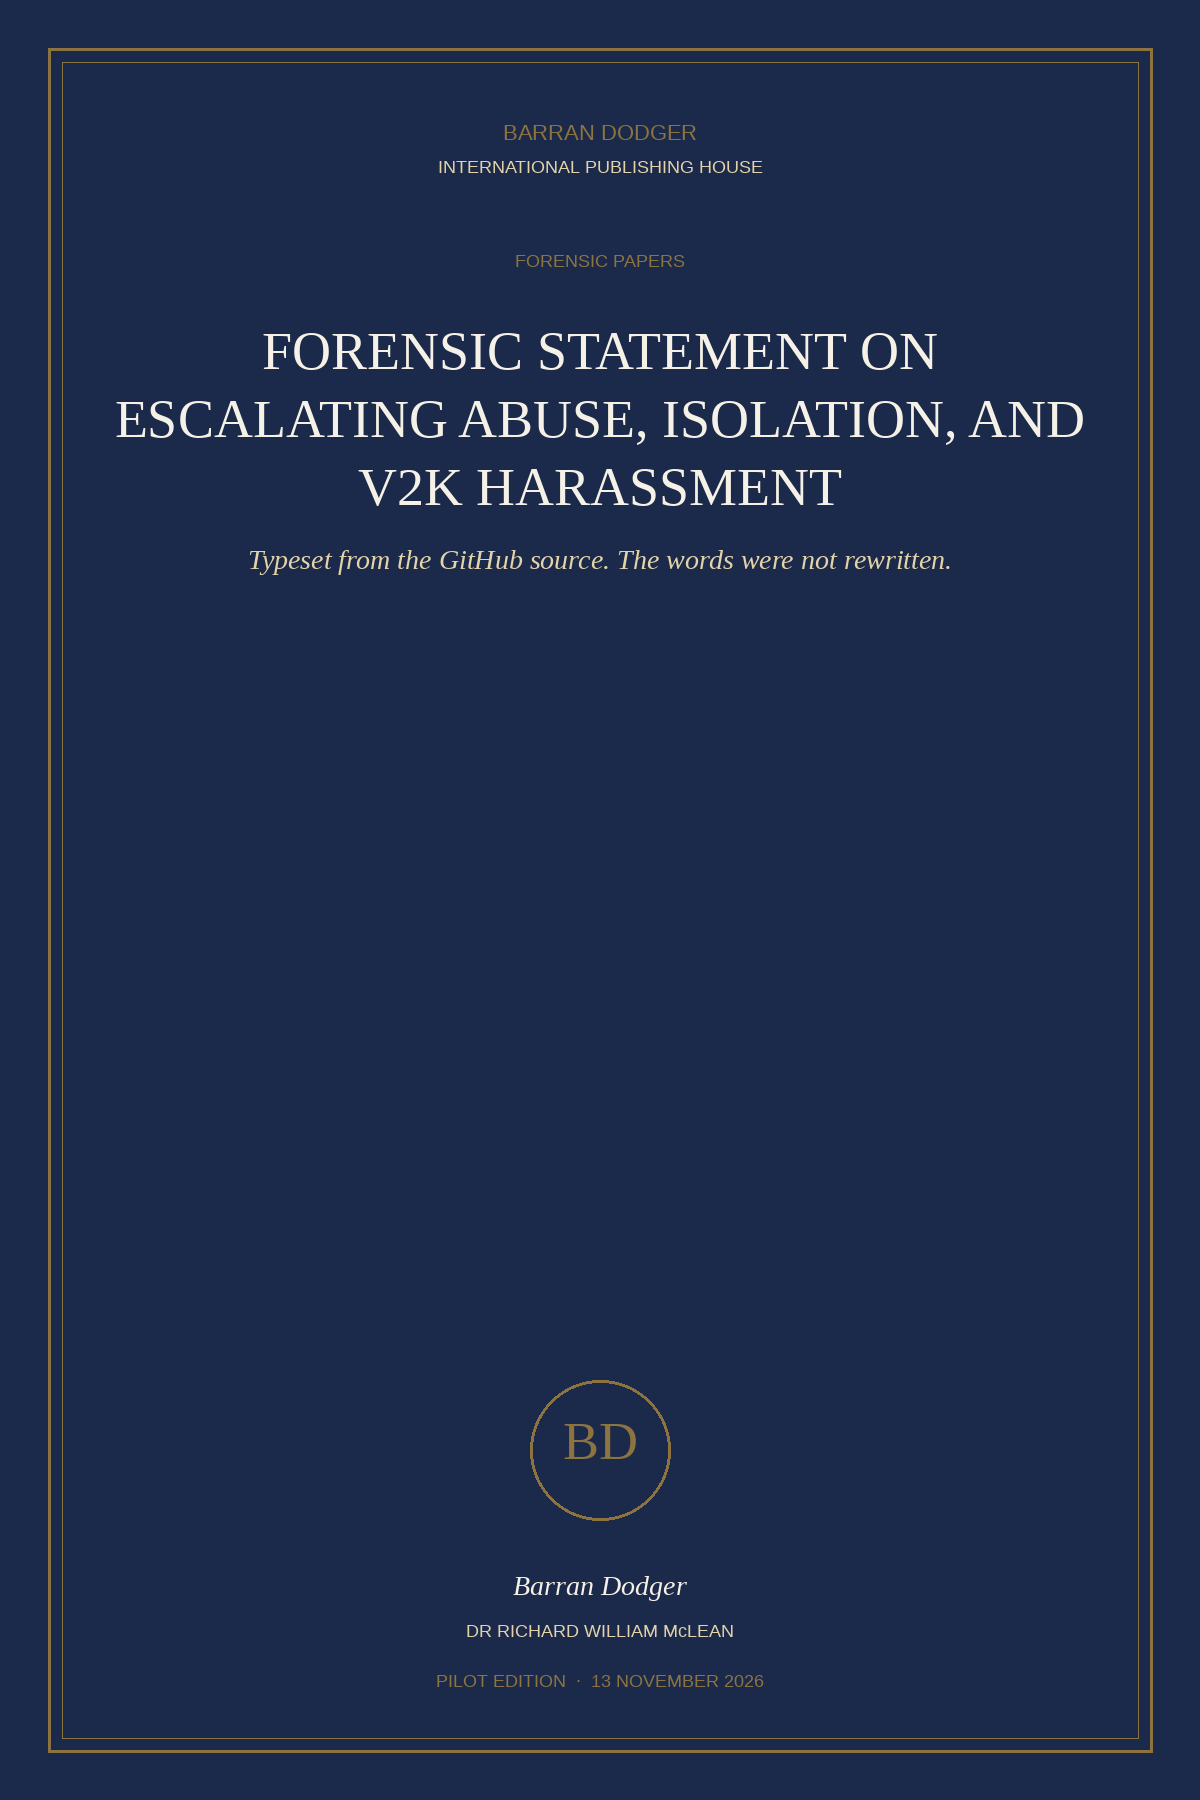 BARRAN DODGER
INTERNATIONAL PUBLISHING HOUSE
FORENSIC PAPERS
FORENSIC STATEMENT ON
ESCALATING ABUSE, ISOLATION, AND
V2K HARASSMENT
Typeset from the GitHub source. The words were not rewritten.
BD
Barran Dodger
DR RICHARD WILLIAM McLEAN
PILOT EDITION · 13 NOVEMBER 2026